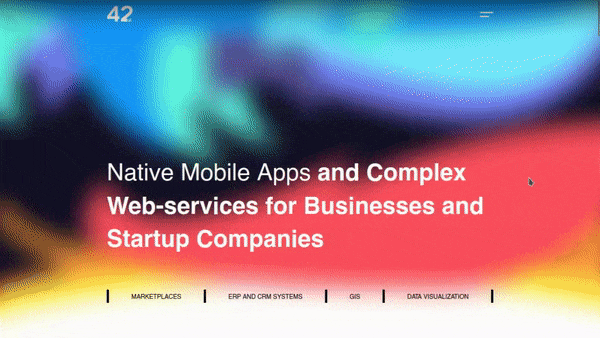 42
Native Mobile Apps and Complex
Web-services for Businesses and
Startup Companies
MARKETPLACES ERP AND CRM SYSTEMS GIS DATA VISUALIZATION